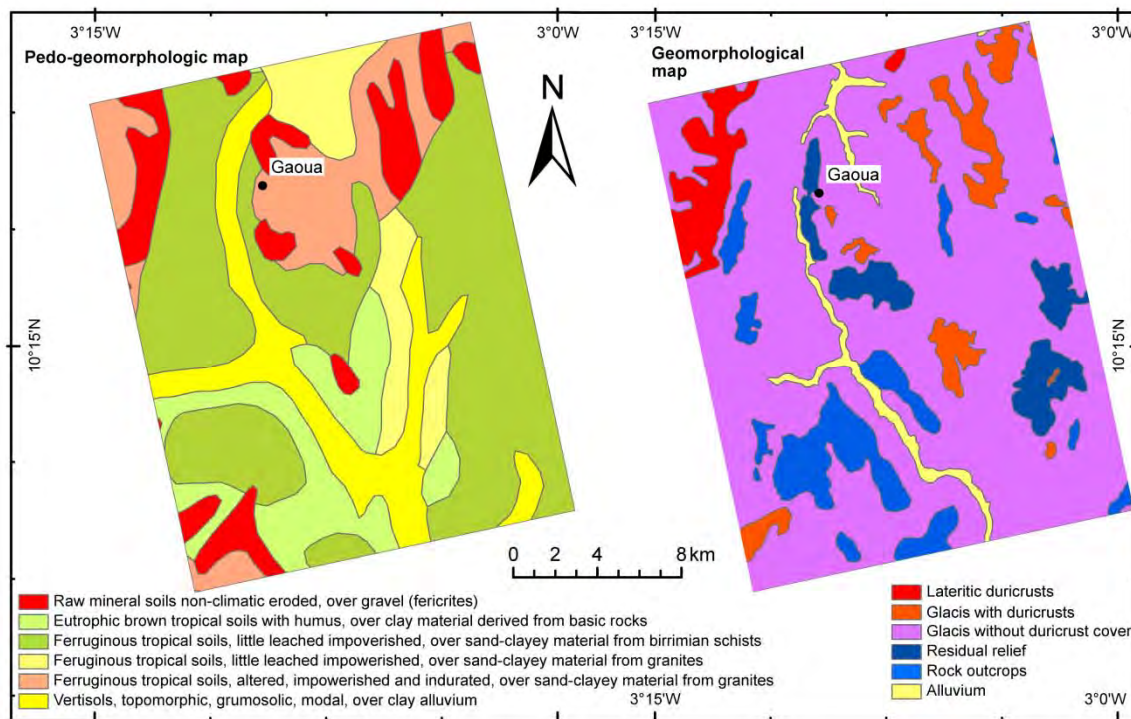 3°15'W
3°0'W
3°15'W
3°0'W
Pedo-geomorphologic map
Geomorphological
map
N
Gaoua
Gaoua
10°15'N
10°15'N
0 2 4 8 km
Raw mineral soils non-climatic eroded, over gravel (fericrites)
Eutrophic brown tropical soils with humus, over clay material derived from basic rocks
Ferruginous tropical soils, little leached impoverished, over sand-clayey material from birrimian schists
Feruginous tropical soils, little leached impowerished, over sand-clayey material from granites
Ferruginous tropical soils, altered, impowerished and indurated, over sand-clayey material from granites
Vertisols, topomorphic, grumosolic, modal, over clay alluvium
Lateritic duricrusts
Glacis with duricrusts
Glacis without duricrust cover
Residual relief
Rock outcrops
Alluvium
3°15'W
3°0'W